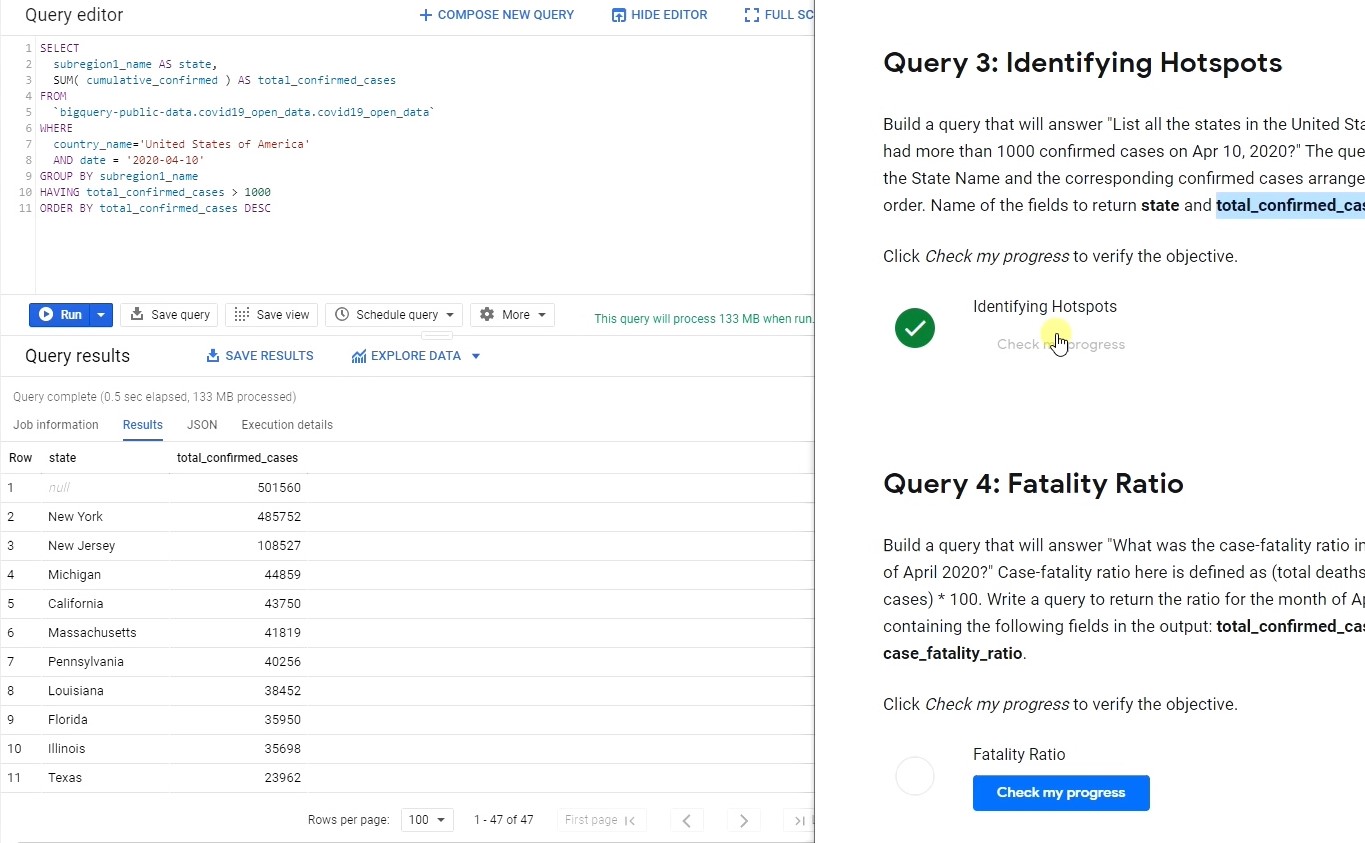 Query editor
COMPOSE NEW QUERY
HIDE EDITOR
FULL SC
1 SELECT
2 subregion1_name AS state,
3 SUM( cumulative_confirmed ) AS total_confirmed_cases
4 FROM
5 `bigquery-public-data.covid19_open_data.covid19_open_data`
6 WHERE
7 country_name='United States of America'
8 AND date = '2020-04-10'
9 GROUP BY subregion1_name
10 HAVING total_confirmed_cases > 1000
11 ORDER BY total_confirmed_cases DESC
Run
Save query
Save view
Schedule query
More
This query will process 133 MB when run.
Query results
SAVE RESULTS
EXPLORE DATA
Query complete (0.5 sec elapsed, 133 MB processed)
Job information Results JSON Execution details
Row state total_confirmed_cases
1 null 501560
2 New York 485752
3 New Jersey 108527
4 Michigan 44859
5 California 43750
6 Massachusetts 41819
7 Pennsylvania 40256
8 Louisiana 38452
9 Florida 35950
10 Illinois 35698
11 Texas 23962
Rows per page: 100 1 - 47 of 47 First page
Query 3: Identifying Hotspots
Build a query that will answer "List all the states in the United Sta
had more than 1000 confirmed cases on Apr 10, 2020?" The que
the State Name and the corresponding confirmed cases arrange
order. Name of the fields to return state and total_confirmed_cas
Click Check my progress to verify the objective.
Identifying Hotspots
Check my progress
Query 4: Fatality Ratio
Build a query that will answer "What was the case-fatality ratio in
of April 2020?" Case-fatality ratio here is defined as (total deaths
cases) * 100. Write a query to return the ratio for the month of Ap
containing the following fields in the output: total_confirmed_cas
case_fatality_ratio.
Click Check my progress to verify the objective.
Fatality Ratio
Check my progress